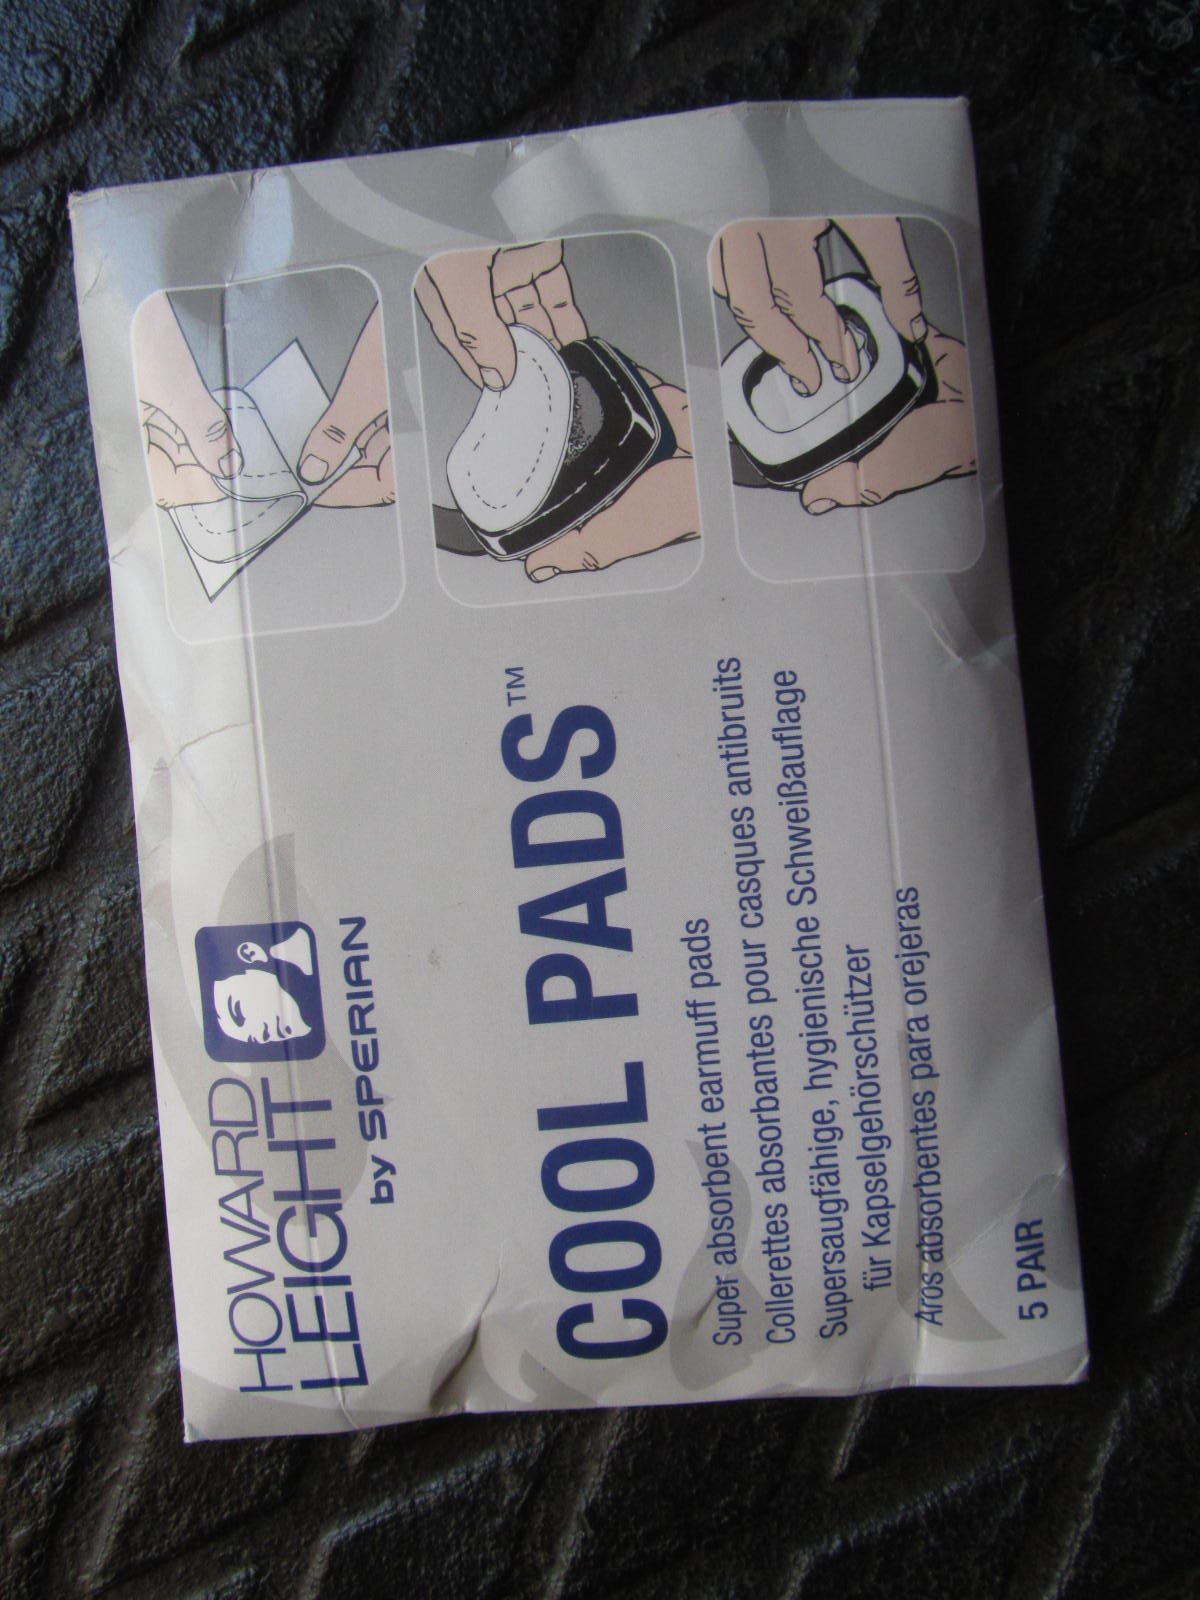 HOWARD
LEIGHT
by SPERIAN
COOL PADS™
Super absorbent earmuff pads
Collerettes absorbantes pour casques antibruits
Supersaugfähige, hygienische Schweißauflage
für Kapselgehörschützer
Aros absorbentes para orejeras
5 PAIR